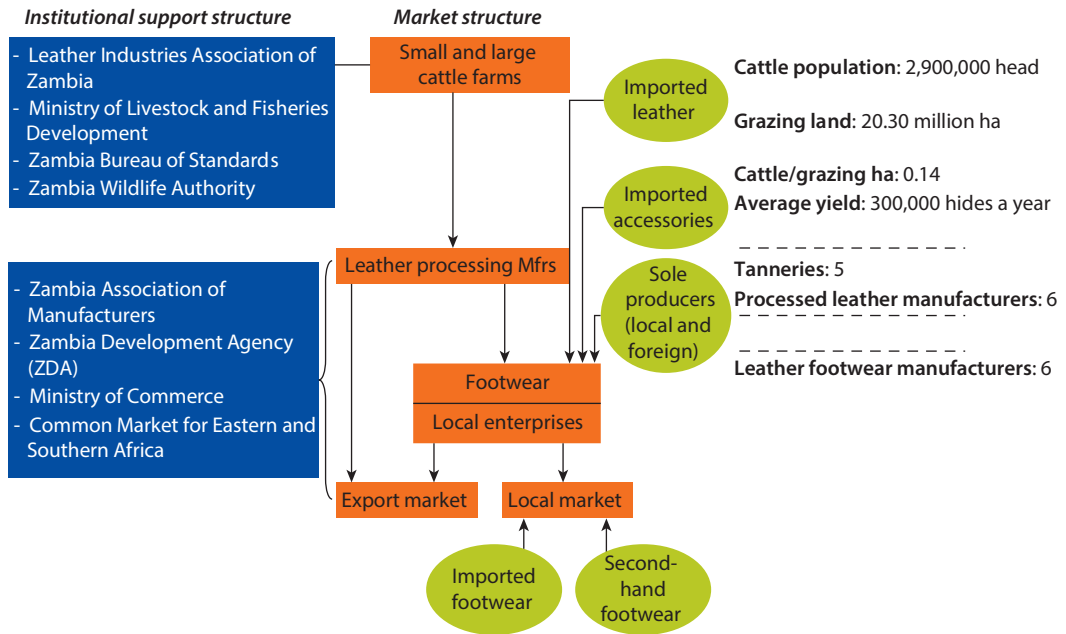 Institutional support structure
Market structure
- Leather Industries Association of
Zambia
- Ministry of Livestock and Fisheries
Development
- Zambia Bureau of Standards
- Zambia Wildlife Authority
Small and large
cattle farms
Imported
leather
Cattle population: 2,900,000 head
Grazing land: 20.30 million ha
Imported
accessories
Cattle/grazing ha: 0.14
Average yield: 300,000 hides a year
- Zambia Association of
Manufacturers
- Zambia Development Agency
(ZDA)
- Ministry of Commerce
- Common Market for Eastern and
Southern Africa
Leather processing Mfrs
Sole
producers
(local and
foreign)
Tanneries: 5
Processed leather manufacturers: 6
Leather footwear manufacturers: 6
Footwear
Local enterprises
Export market
Local market
Imported
footwear
Second-
hand
footwear